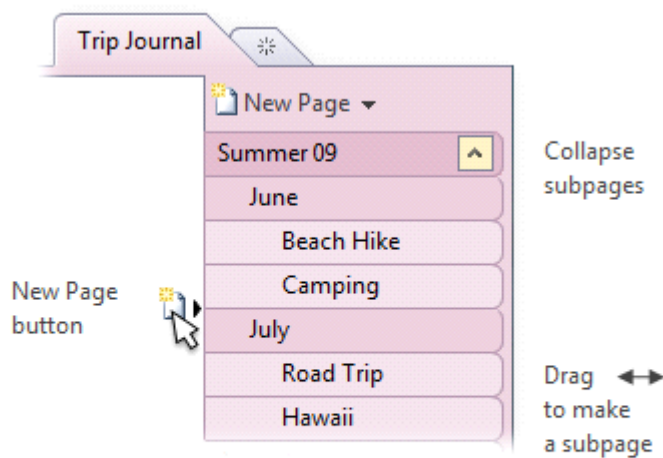 Trip Journal
New Page
Summer 09
Collapse
subpages
June
Beach Hike
Camping
New Page
button
July
Road Trip
Hawaii
Drag
to make
a subpage